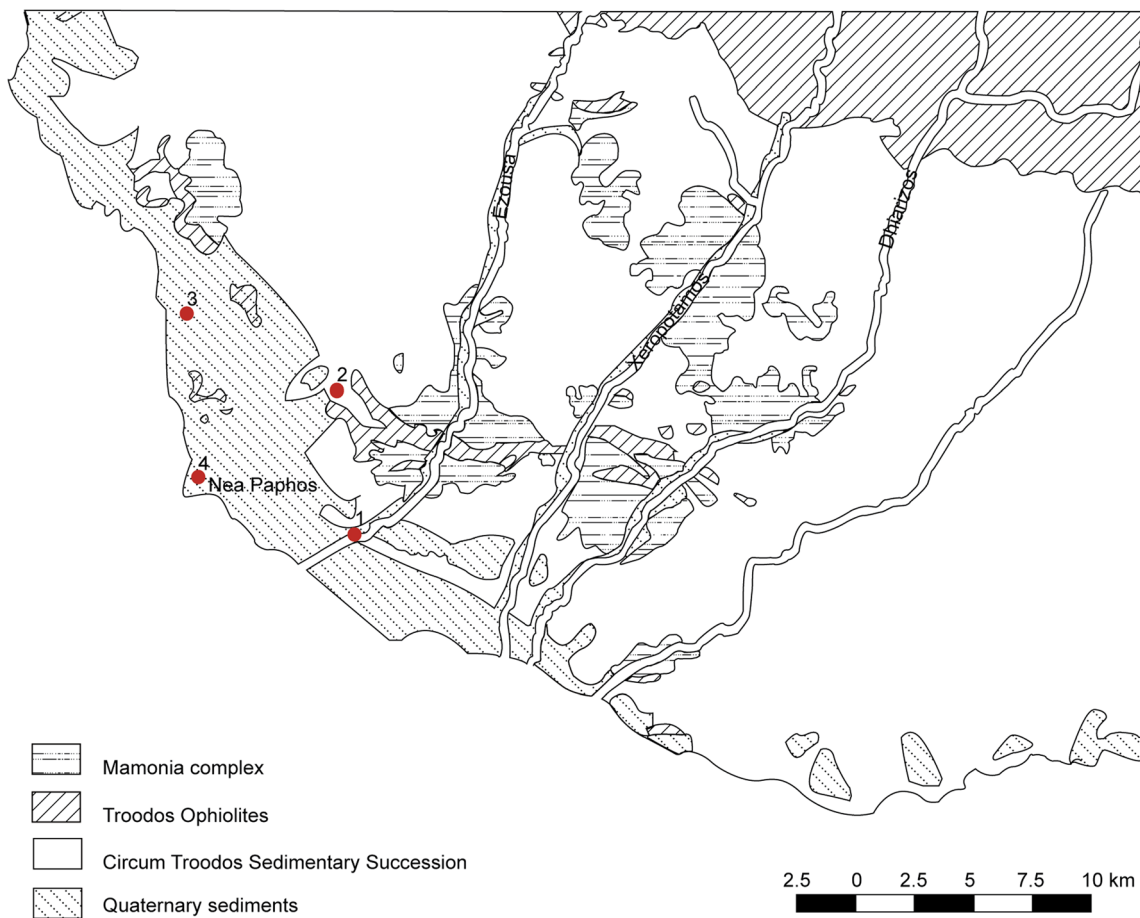 Ezousa
Xeropotamos
Dhiarizos
3
2
4
Nea Paphos
1
Mamonia complex
Troodos Ophiolites
Circum Troodos Sedimentary Succession
Quaternary sediments
2.5 0 2.5 5 7.5 10 km